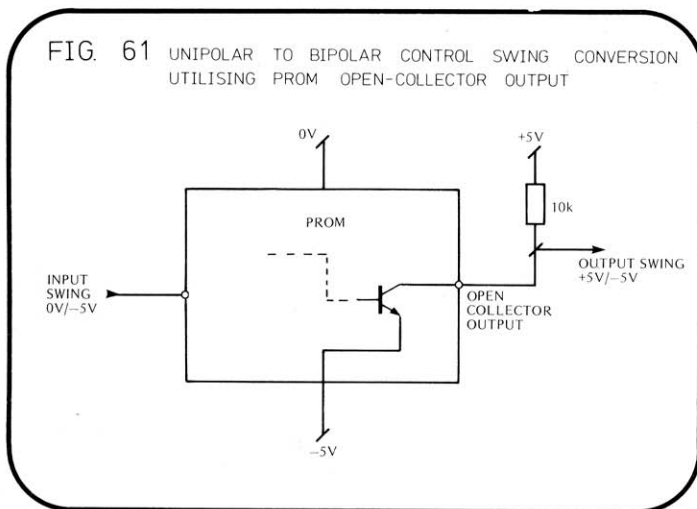 FIG. 61 UNIPOLAR TO BIPOLAR CONTROL SWING CONVERSION
UTILISING PROM OPEN-COLLECTOR OUTPUT
0V
+5V
10k
PROM
INPUT
SWING
0V/−5V
OPEN
COLLECTOR
OUTPUT
OUTPUT SWING
+5V/−5V
−5V